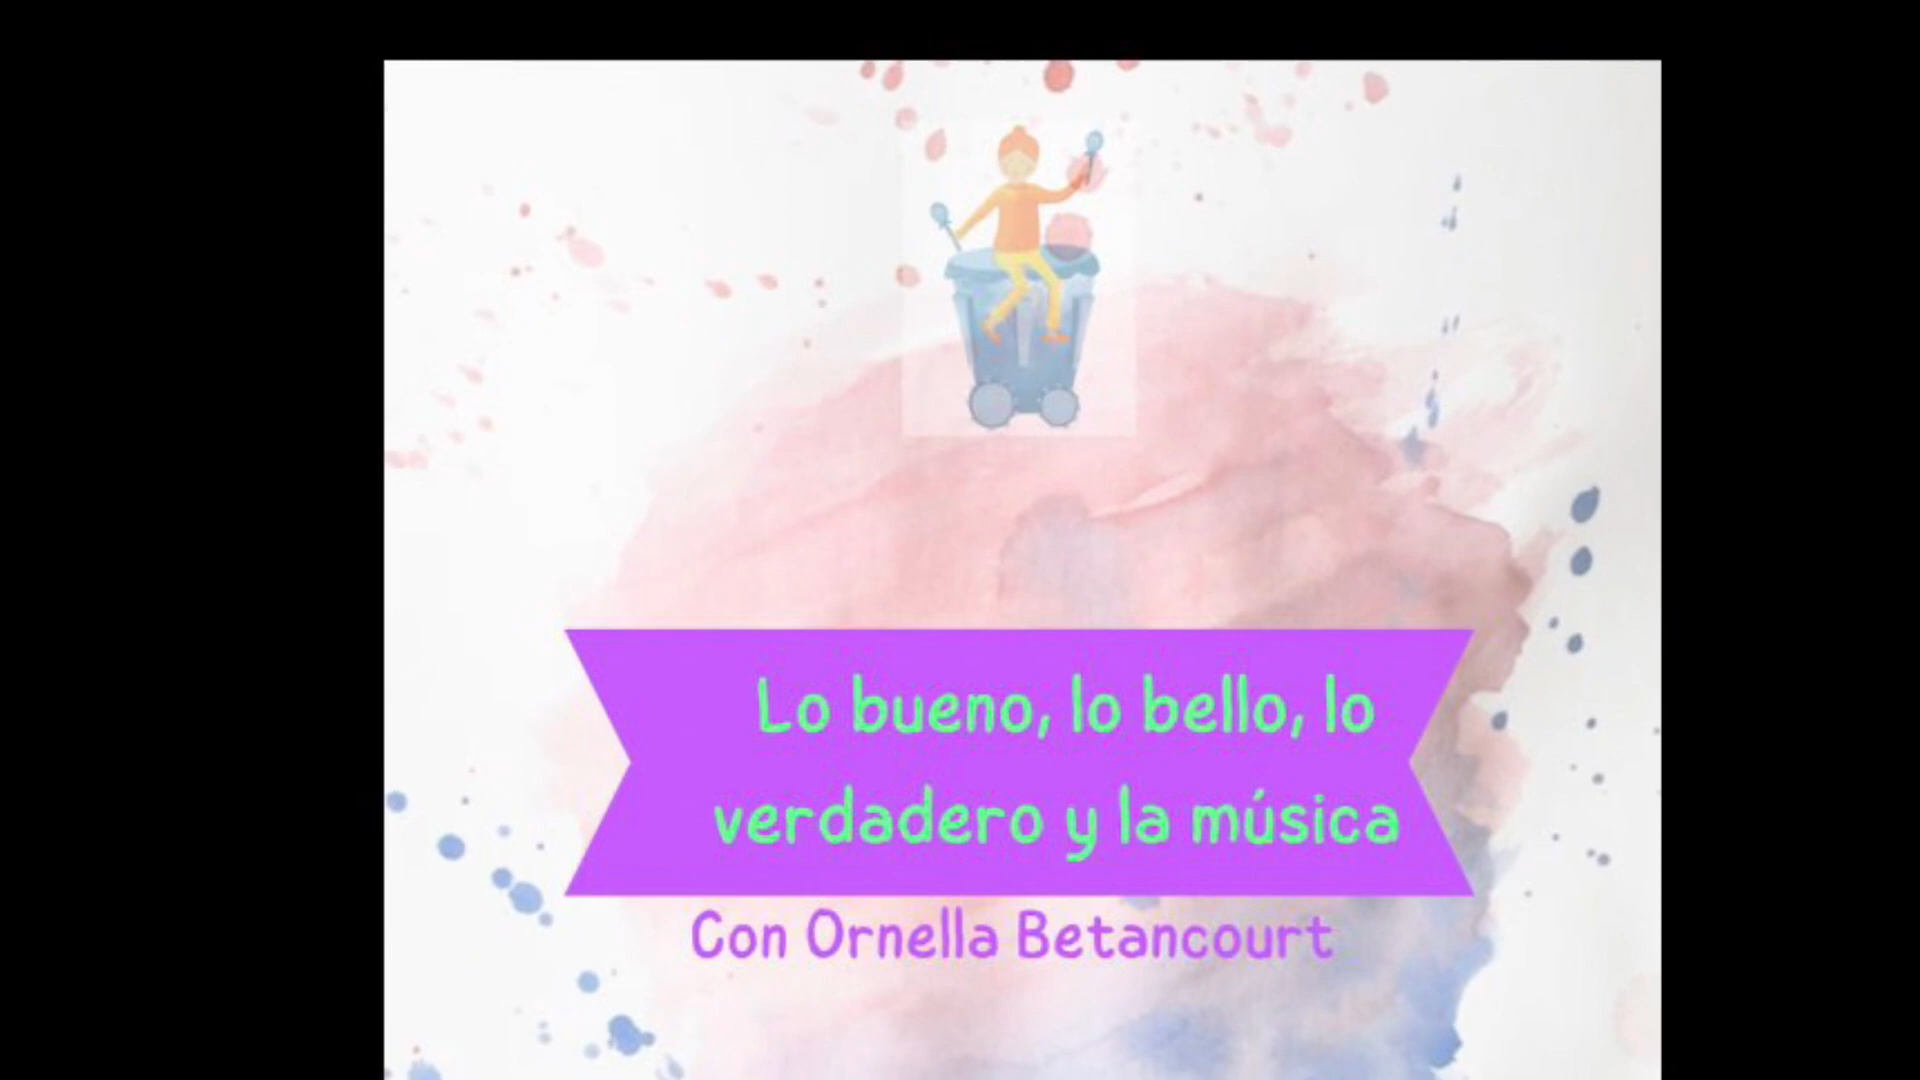 Lo bueno, lo bello, lo
verdadero y la música
Con Ornella Betancourt